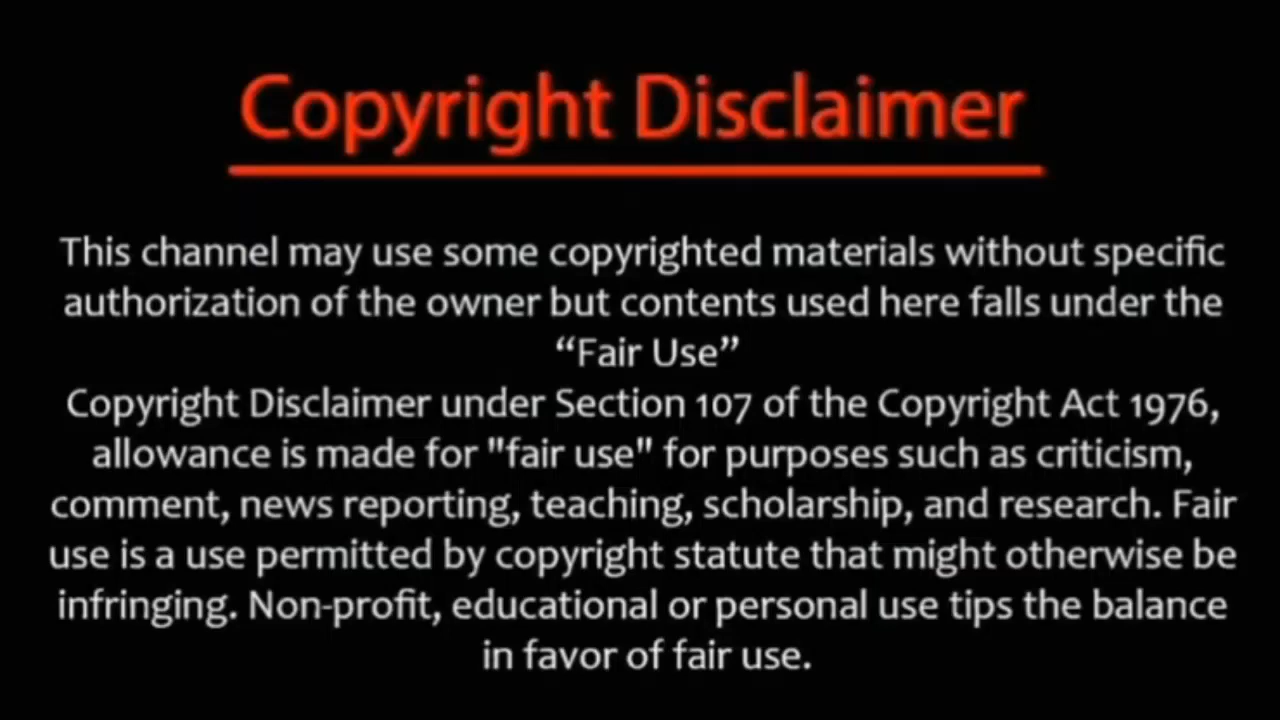 Copyright Disclaimer
This channel may use some copyrighted materials without specific
authorization of the owner but contents used here falls under the
“Fair Use”
Copyright Disclaimer under Section 107 of the Copyright Act 1976,
allowance is made for "fair use" for purposes such as criticism,
comment, news reporting, teaching, scholarship, and research. Fair
use is a use permitted by copyright statute that might otherwise be
infringing. Non-profit, educational or personal use tips the balance
in favor of fair use.